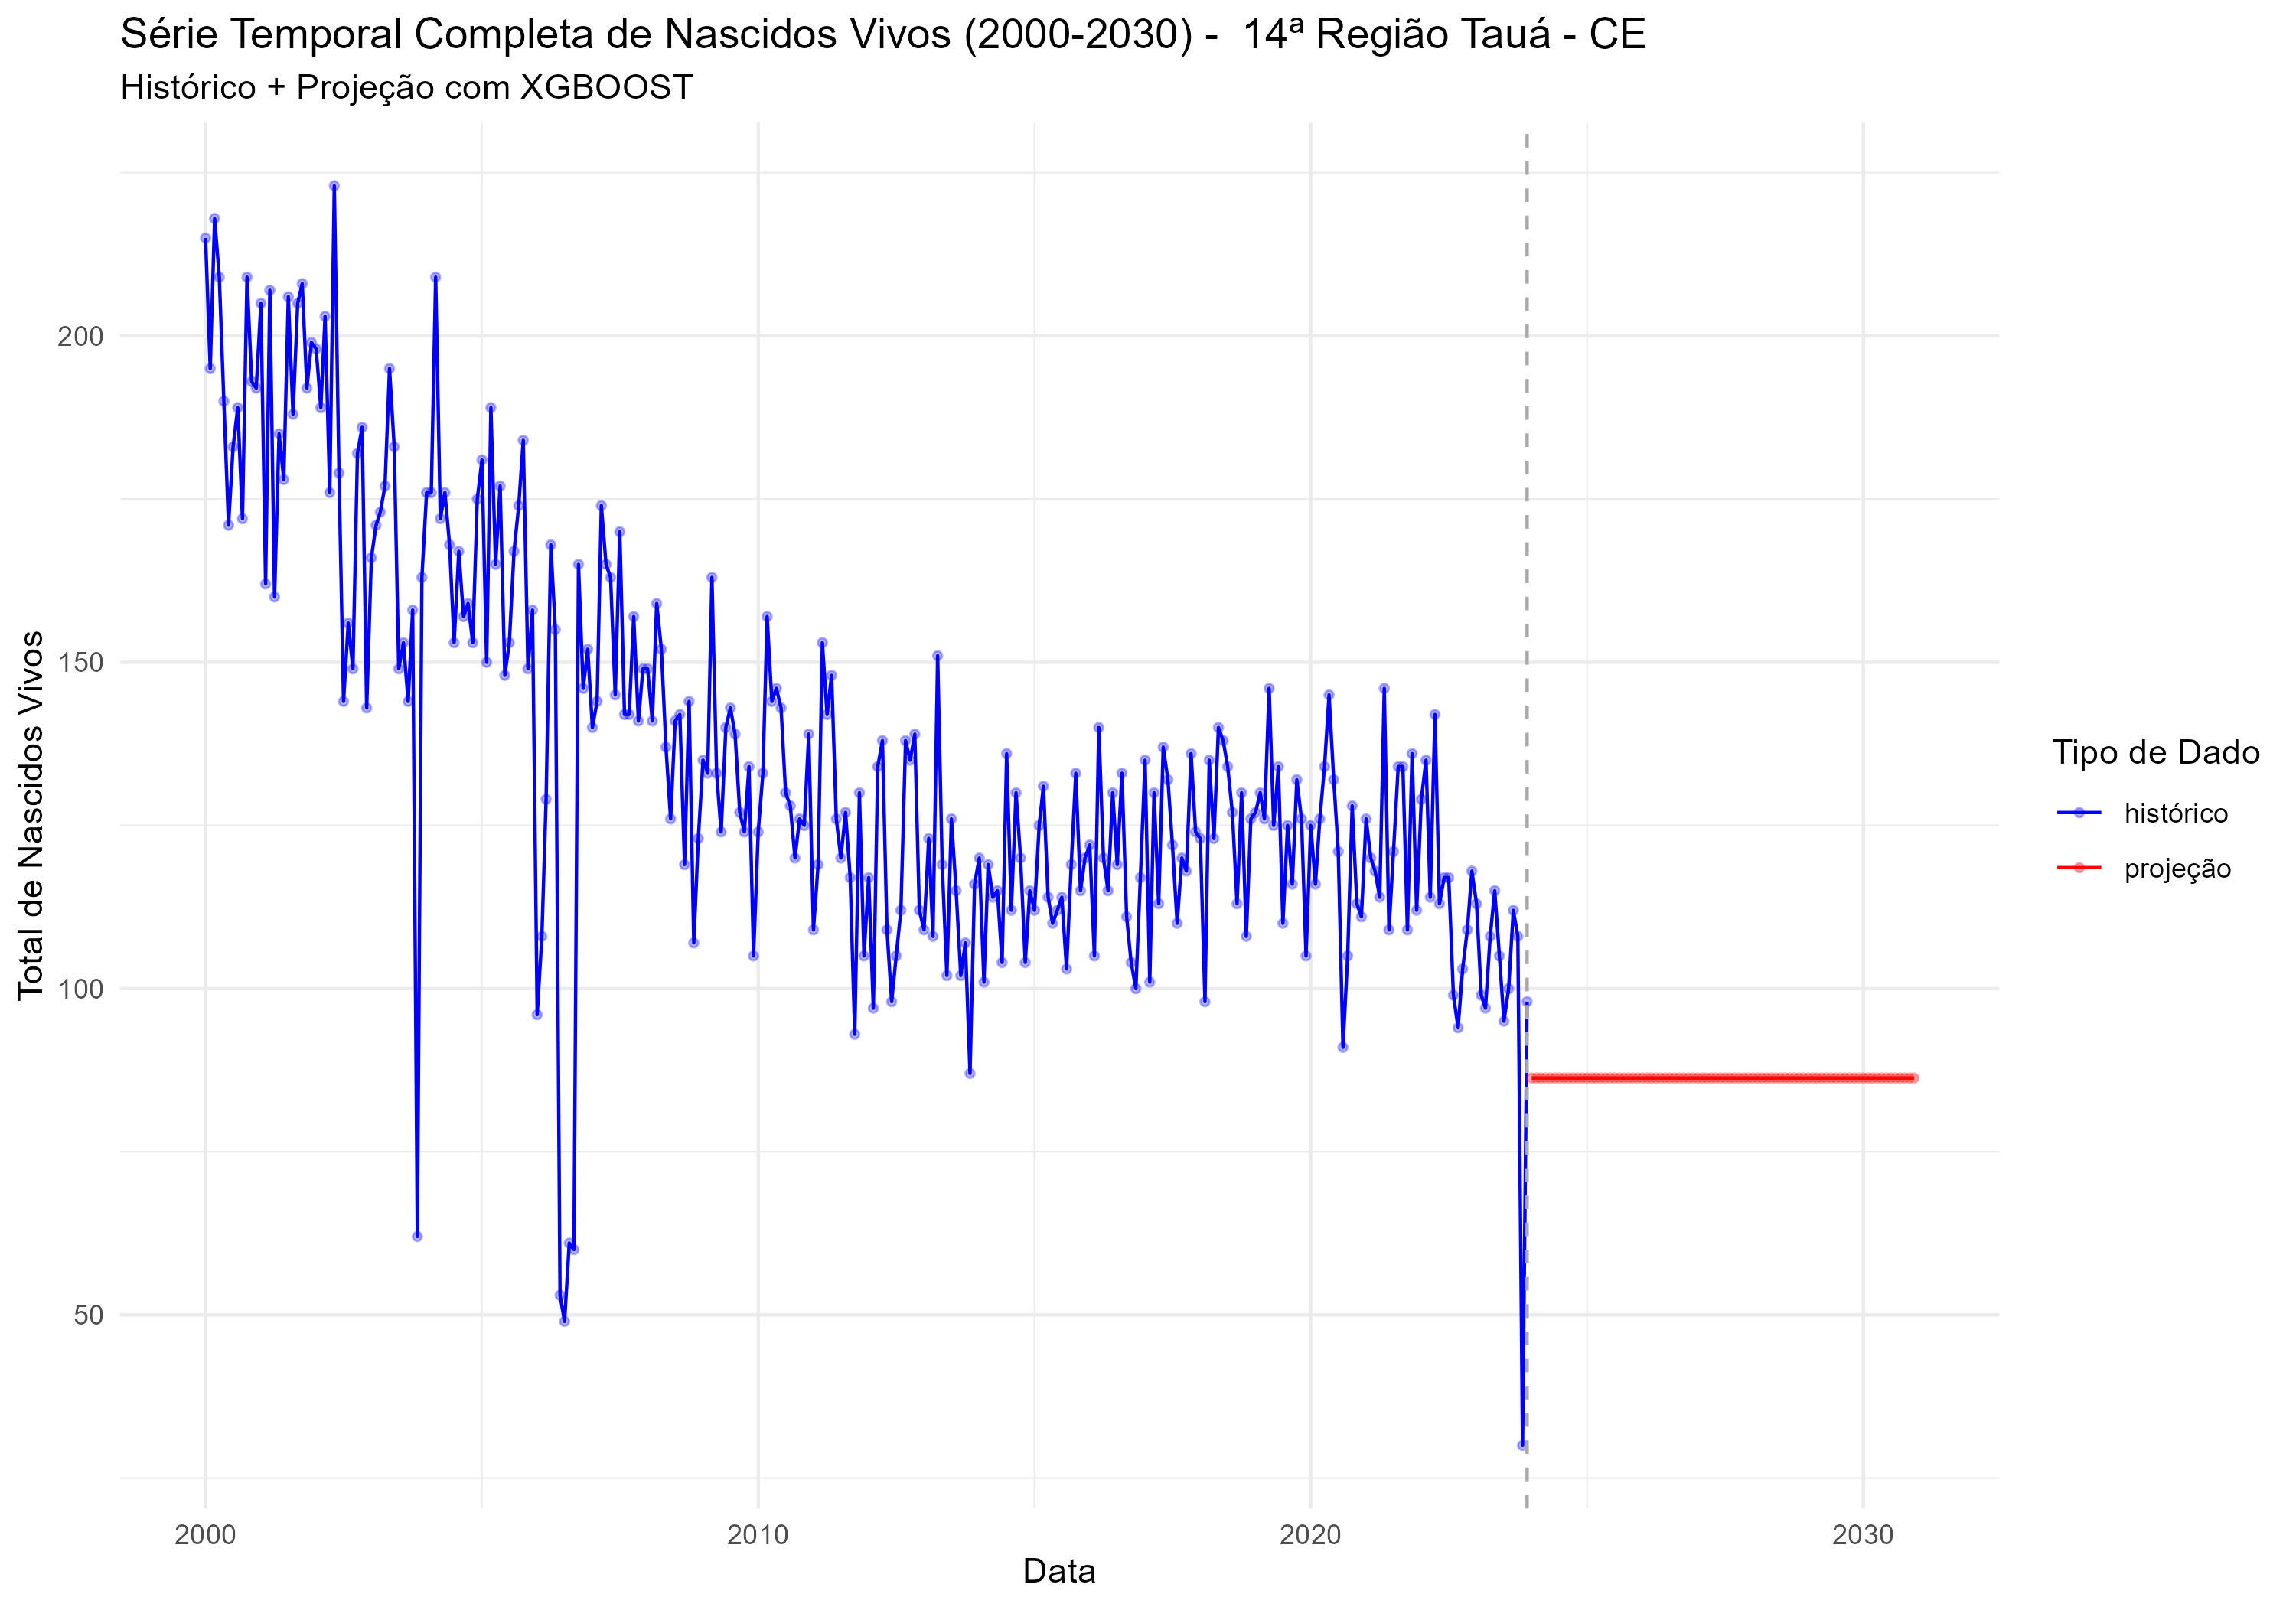 Série Temporal Completa de Nascidos Vivos (2000-2030) -  14ª Região Tauá - CE
Histórico + Projeção com XGBOOST
Total de Nascidos Vivos
200
150
100
50
2000
2010
2020
2030
Data
Tipo de Dado
histórico
projeção